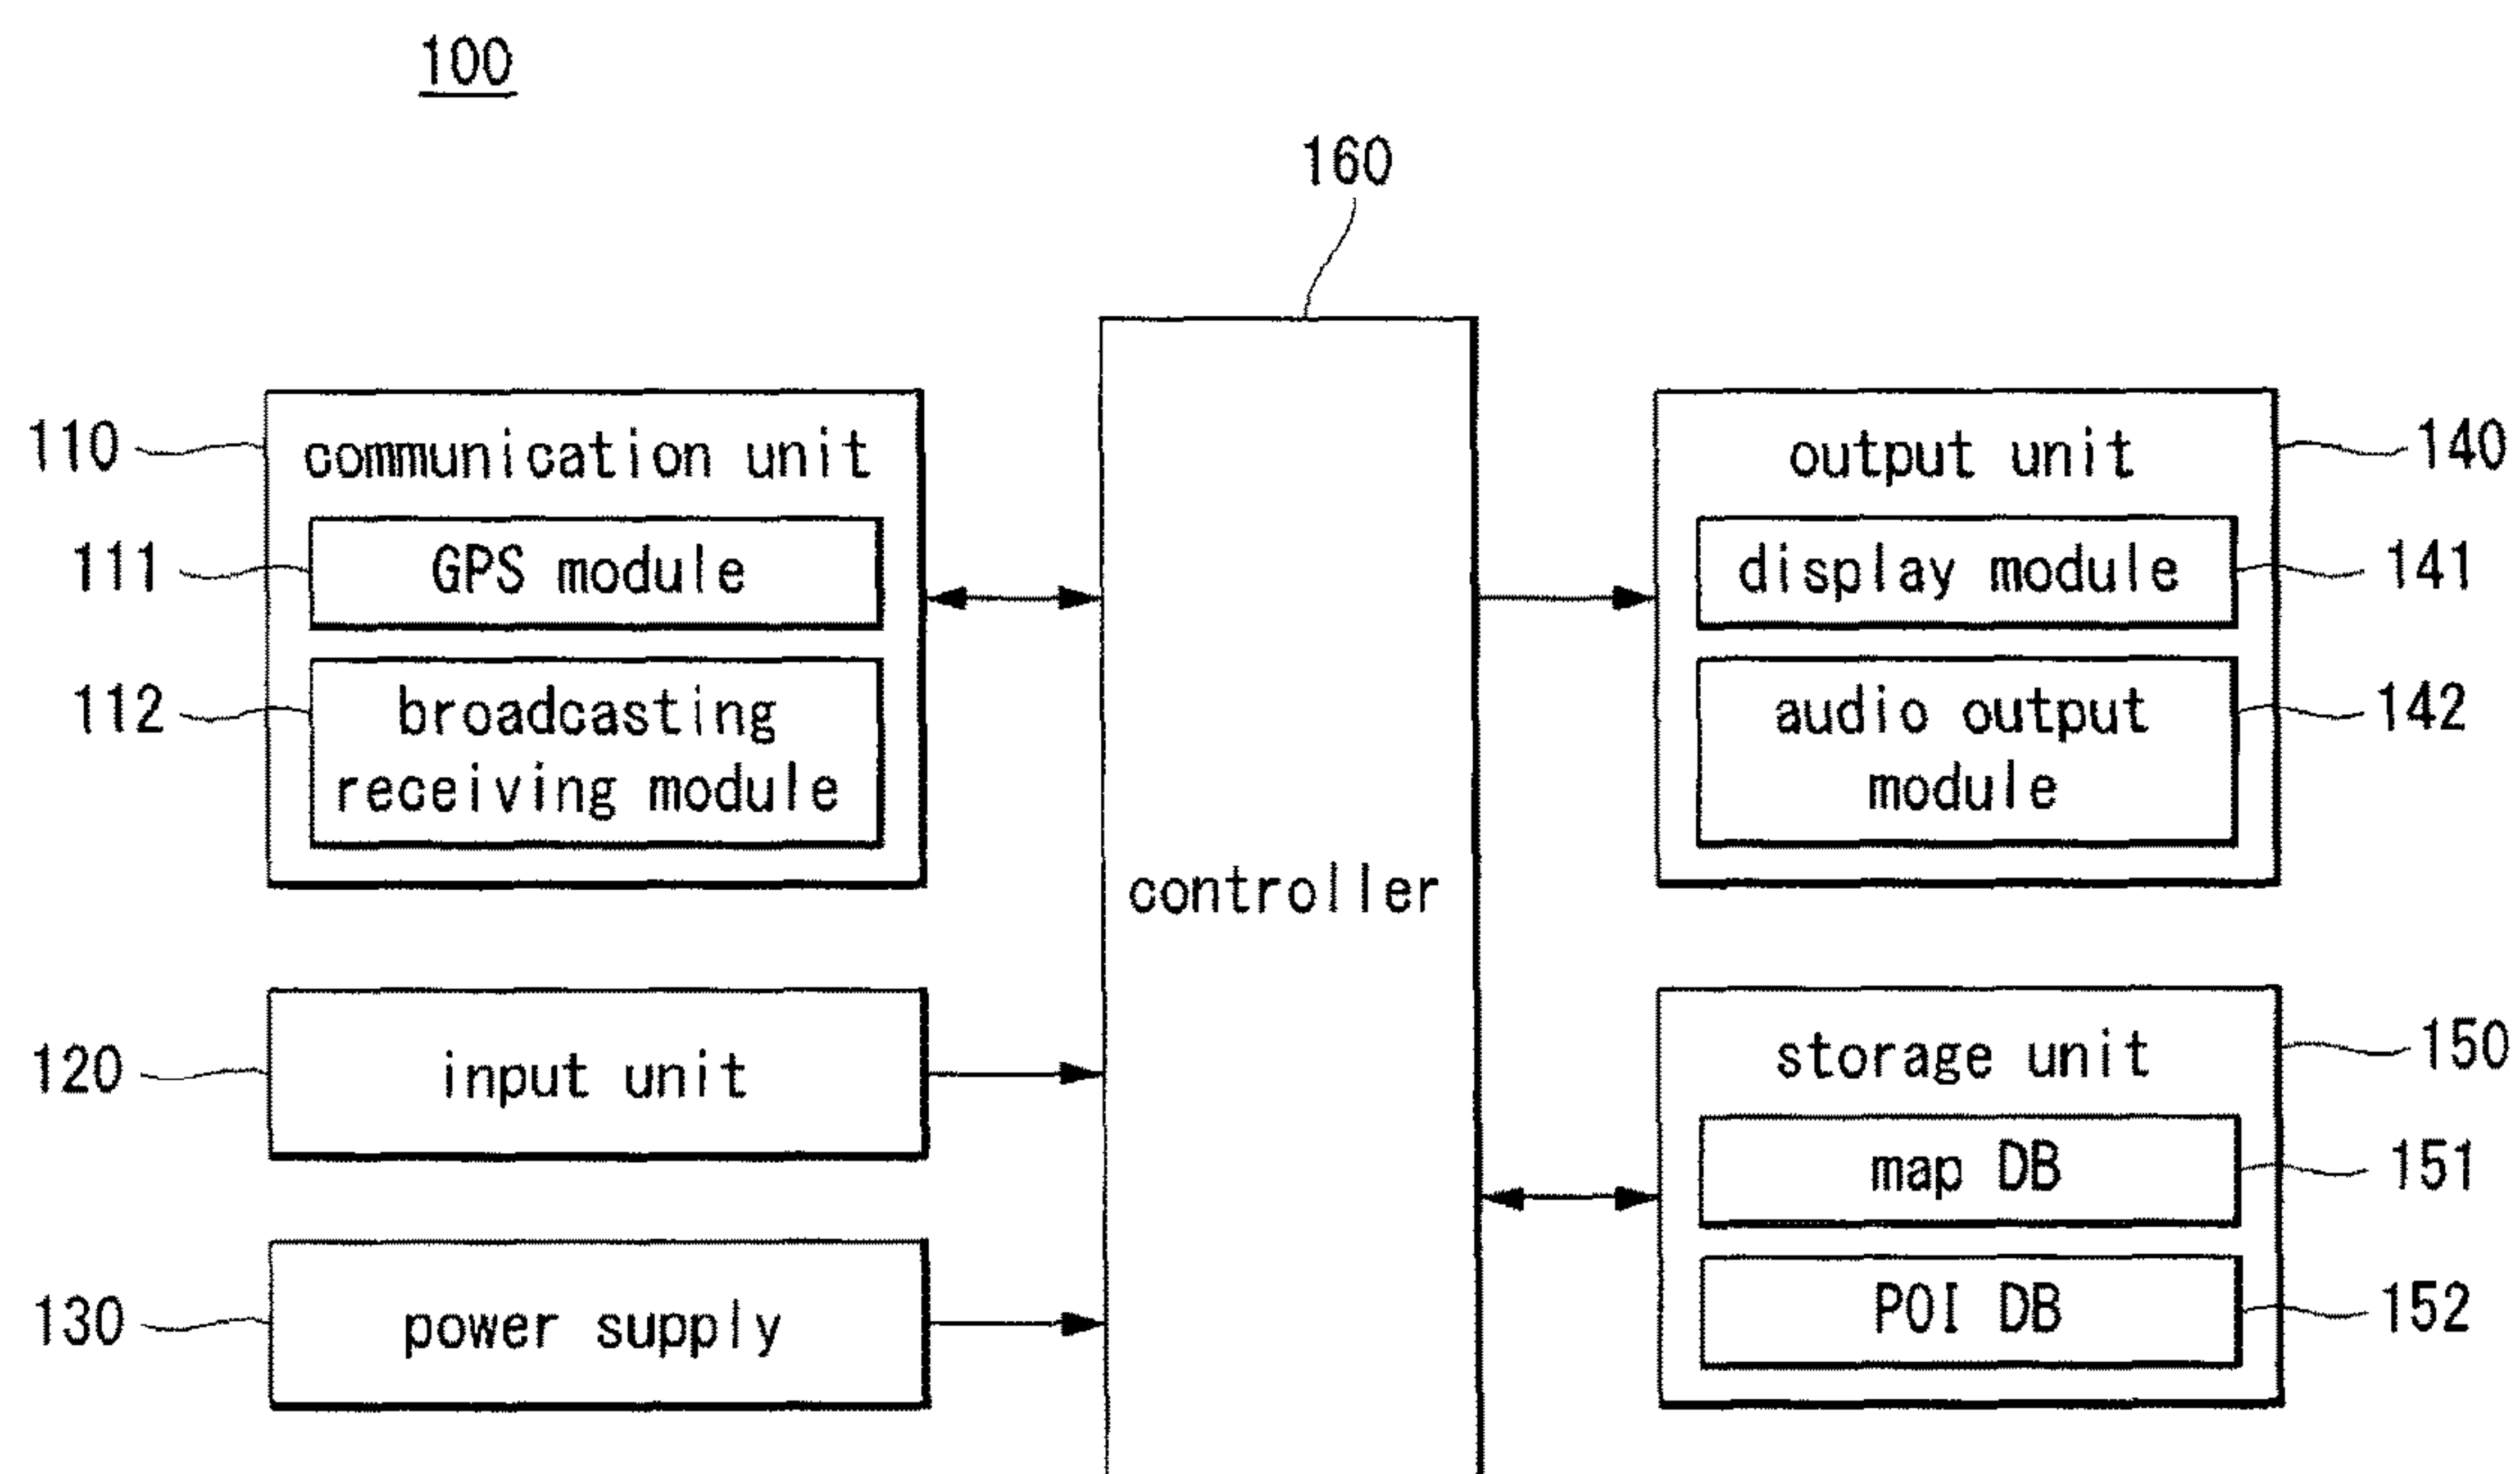 100
160
110
communication unit
111
GPS module
112
broadcasting
receiving module
120
input unit
130
power supply
controller
output unit
140
display module
141
audio output
module
142
storage unit
150
map DB
151
POI DB
152